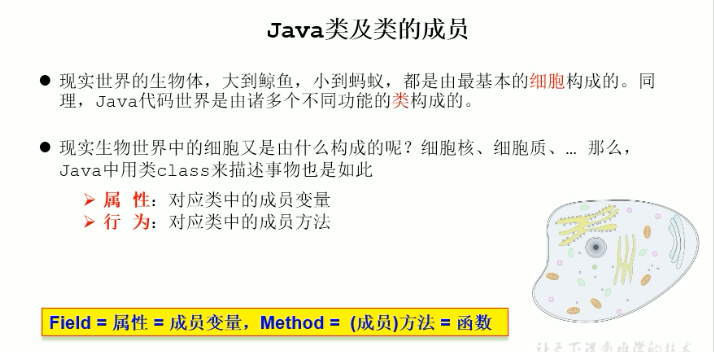 Java类及类的成员
● 现实世界的生物体，大到鲸鱼，小到蚂蚁，都是由最基本的细胞构成的。同
理，Java代码世界是由诸多个不同功能的类构成的。
● 现实生物世界中的细胞又是由什么构成的呢？细胞核、细胞质、… 那么，
Java中用类class来描述事物也是如此
➢ 属 性：对应类中的成员变量
➢ 行 为：对应类中的成员方法
Field = 属性 = 成员变量，Method = (成员)方法 = 函数